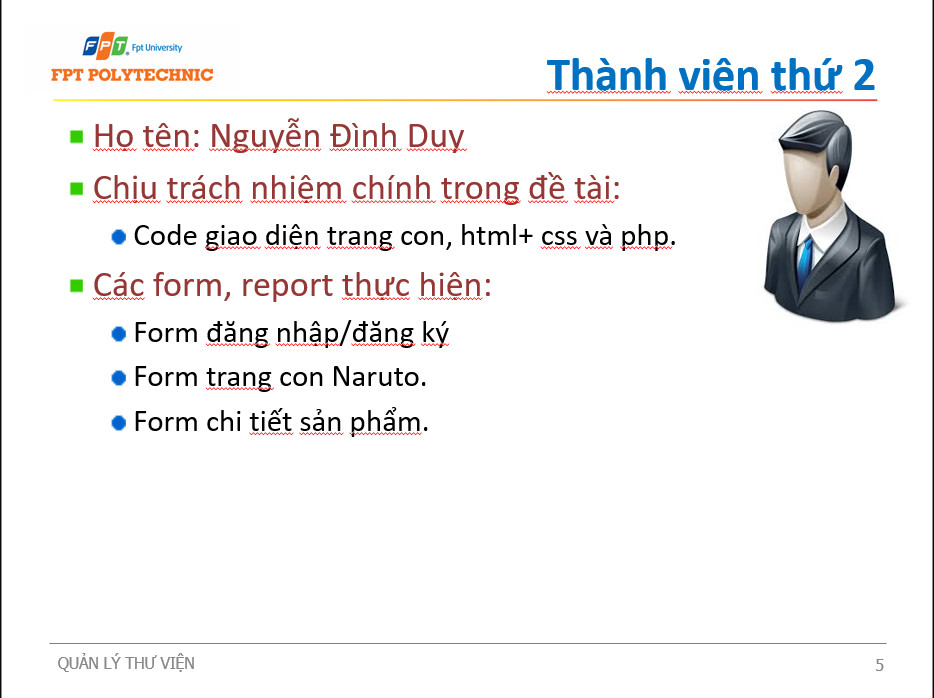 FPT Fpt University
FPT POLYTECHNIC
Thành viên thứ 2
Họ tên: Nguyễn Đình Duy
Chịu trách nhiệm chính trong đề tài:
Code giao diện trang con, html+ css và php.
Các form, report thực hiện:
Form đăng nhập/đăng ký
Form trang con Naruto.
Form chi tiết sản phẩm.
QUẢN LÝ THƯ VIỆN
5